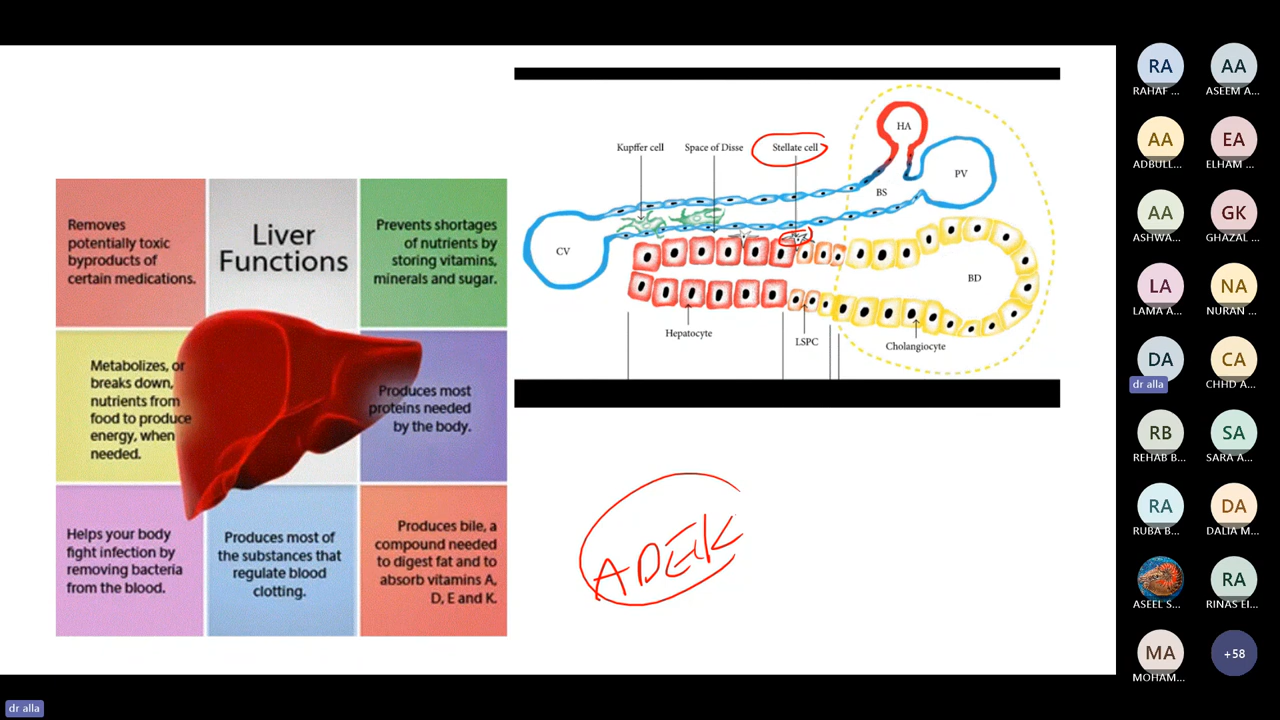 Removes
potentially toxic
byproducts of
certain medications.
Liver
Functions
Prevents shortages
of nutrients by
storing vitamins,
minerals and sugar.
Metabolizes, or
breaks down,
nutrients from
food to produce
energy, when
needed.
Produces most
proteins needed
by the body.
Helps your body
fight infection by
removing bacteria
from the blood.
Produces most of
the substances that
regulate blood
clotting.
Produces bile, a
compound needed
to digest fat and to
absorb vitamins A,
D, E and K.
Kupffer cell
Space of Disse
Stellate cell
HA
PV
BS
CV
BD
Hepatocyte
LSPC
Cholangiocyte
ADEK
RA
RAHAF ...
AA
ASEEM A...
AA
ADBULL...
EA
ELHAM ...
AA
ASHWA...
GK
GHAZAL ...
LA
LAMA A...
NA
NURAN ...
DA
dr alla
CA
CHHD A...
RB
REHAB B...
SA
SARA A...
RA
RUBA B...
DA
DALIA M...
ASEEL S...
RA
RINAS EI...
MA
MOHAM...
+58
dr alla